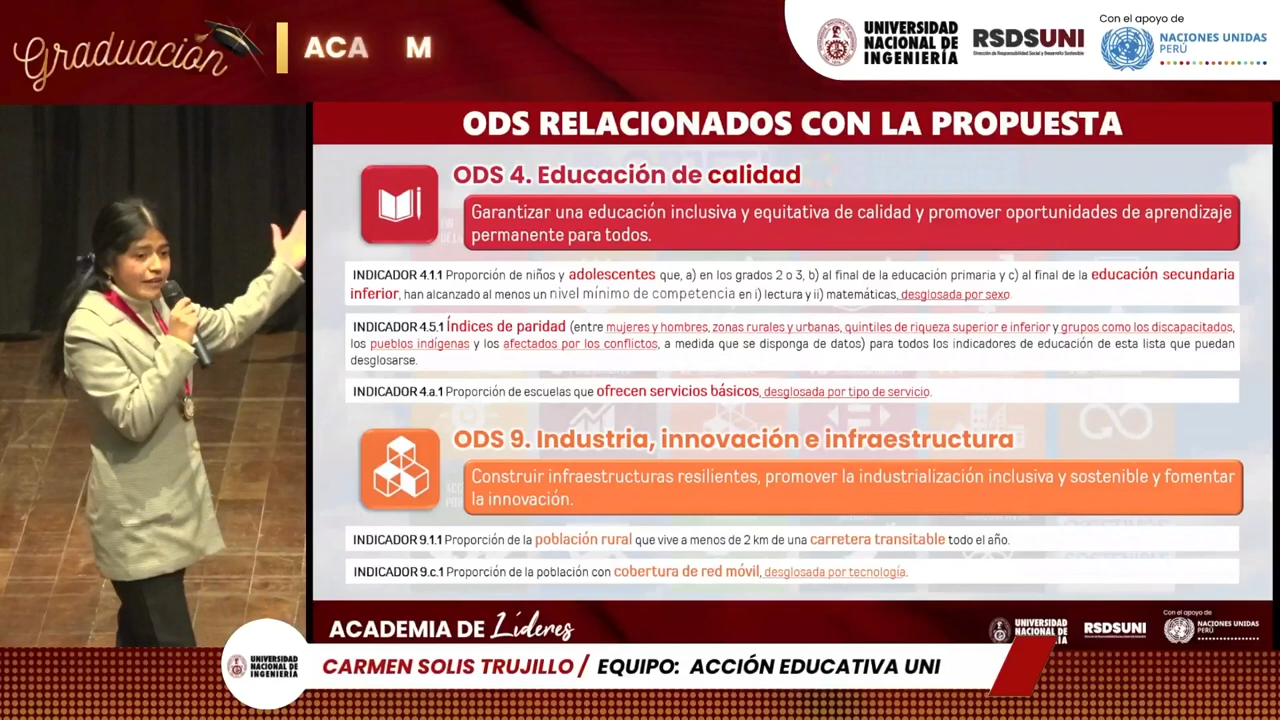 Graduación
ACA M
UNIVERSIDAD
NACIONAL DE
INGENIERÍA
RSDSUNI
Dirección de Responsabilidad Social y Desarrollo Sostenible
Con el apoyo de
NACIONES UNIDAS
PERÚ
ODS RELACIONADOS CON LA PROPUESTA
ODS 4. Educación de calidad
Garantizar una educación inclusiva y equitativa de calidad y promover oportunidades de aprendizaje
permanente para todos.
INDICADOR 4.1.1 Proporción de niños y adolescentes que, a) en los grados 2 o 3, b) al final de la educación primaria y c) al final de la educación secundaria
inferior, han alcanzado al menos un nivel mínimo de competencia en i) lectura y ii) matemáticas, desglosada por sexo.
INDICADOR 4.5.1 Índices de paridad (entre mujeres y hombres, zonas rurales y urbanas, quintiles de riqueza superior e inferior y grupos como los discapacitados,
los pueblos indígenas y los afectados por los conflictos, a medida que se disponga de datos) para todos los indicadores de educación de esta lista que puedan
desglosarse.
INDICADOR 4.a.1 Proporción de escuelas que ofrecen servicios básicos, desglosada por tipo de servicio.
ODS 9. Industria, innovación e infraestructura
Construir infraestructuras resilientes, promover la industrialización inclusiva y sostenible y fomentar
la innovación.
INDICADOR 9.1.1 Proporción de la población rural que vive a menos de 2 km de una carretera transitable todo el año.
INDICADOR 9.c.1 Proporción de la población con cobertura de red móvil, desglosada por tecnología.
ACADEMIA DE Líderes
UNIVERSIDAD
NACIONAL DE
INGENIERÍA
RSDSUNI
Con el apoyo de
NACIONES UNIDAS
PERÚ
UNIVERSIDAD
NACIONAL DE
INGENIERÍA
CARMEN SOLIS TRUJILLO / EQUIPO: ACCIÓN EDUCATIVA UNI